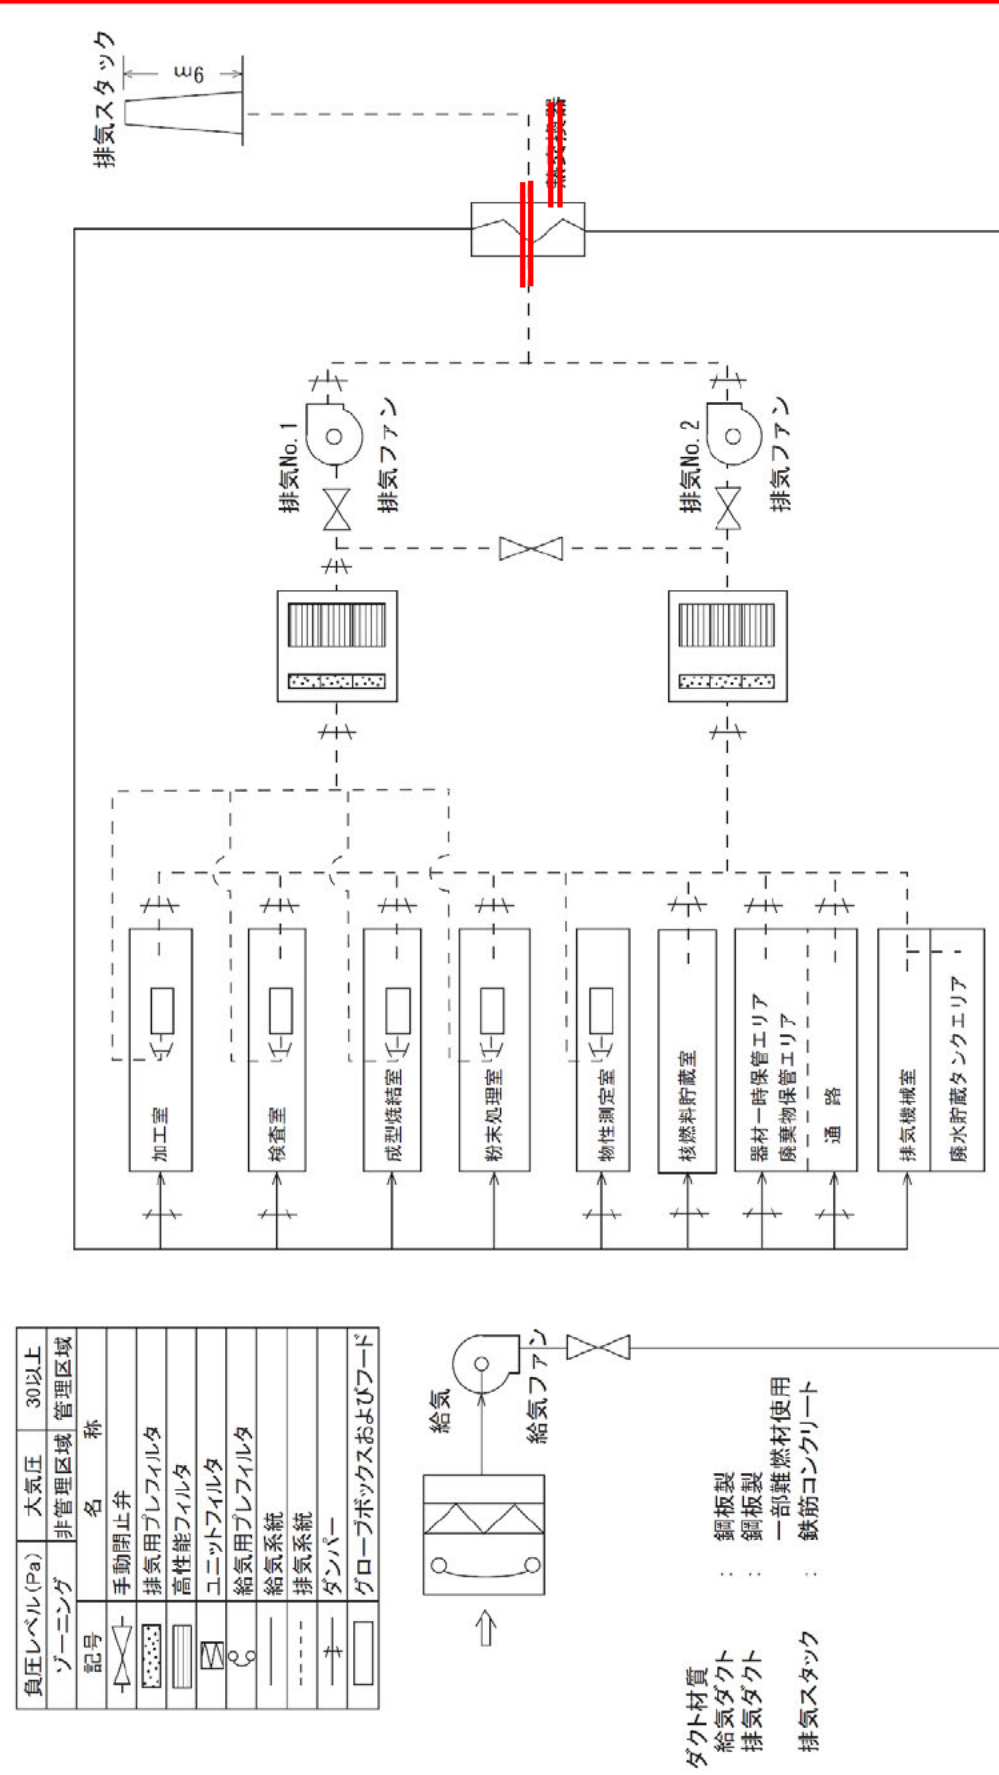 排気スタック
9m
熱交換器
排気No.1
排気ファン
排気No.2
排気ファン
加工室
検査室
成型焼結室
粉末処理室
物性測定室
核燃料貯蔵室
器材一時保管エリア
廃棄物保管エリア
通 路
排気機械室
廃水貯蔵タンクエリア
負圧レベル(Pa) 大気圧 30以上
ゾーニング 非管理区域 管理区域
記号 名 称
手動閉止弁
排気用プレフィルタ
高性能フィルタ
ユニットフィルタ
給気用プレフィルタ
給気系統
排気系統
ダンパー
グローブボックスおよびフード
給気
給気ファン
ダクト材質
給気ダクト : 鋼板製
排気ダクト : 鋼板製
一部難燃材使用
排気スタック : 鉄筋コンクリート